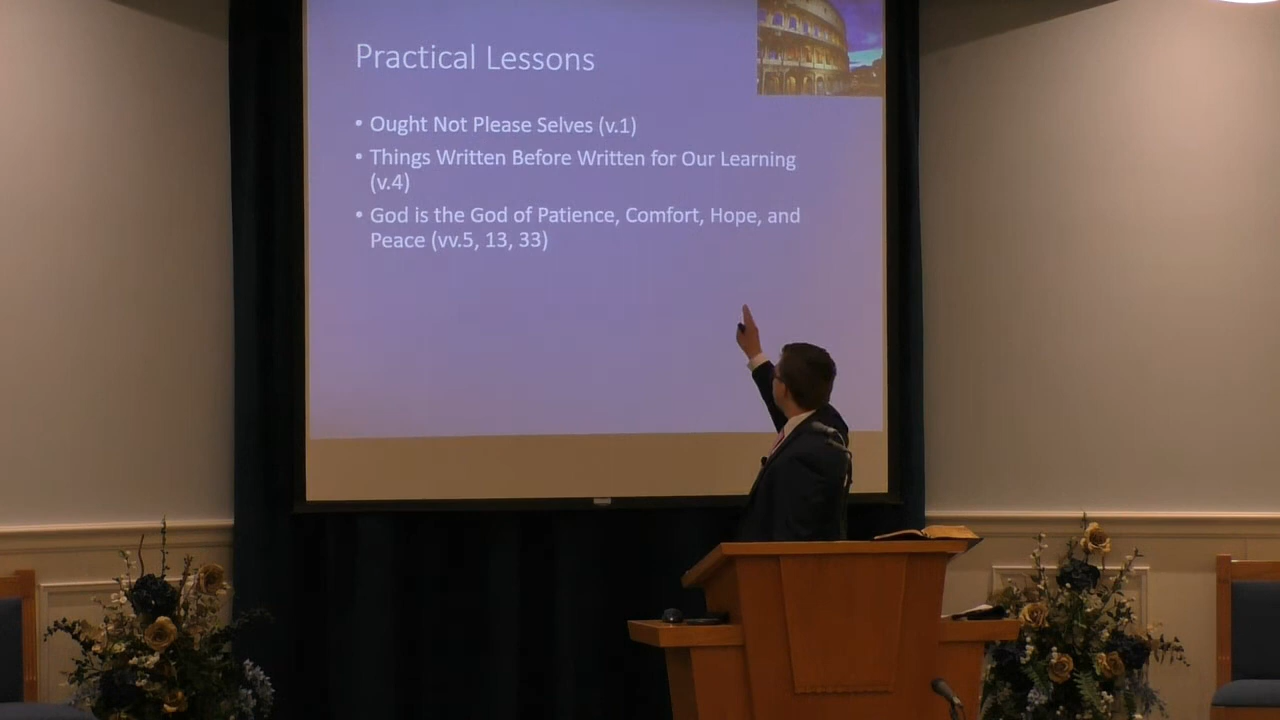 Practical Lessons
• Ought Not Please Selves (v.1)
• Things Written Before Written for Our Learning
(v.4)
• God is the God of Patience, Comfort, Hope, and
Peace (vv.5, 13, 33)